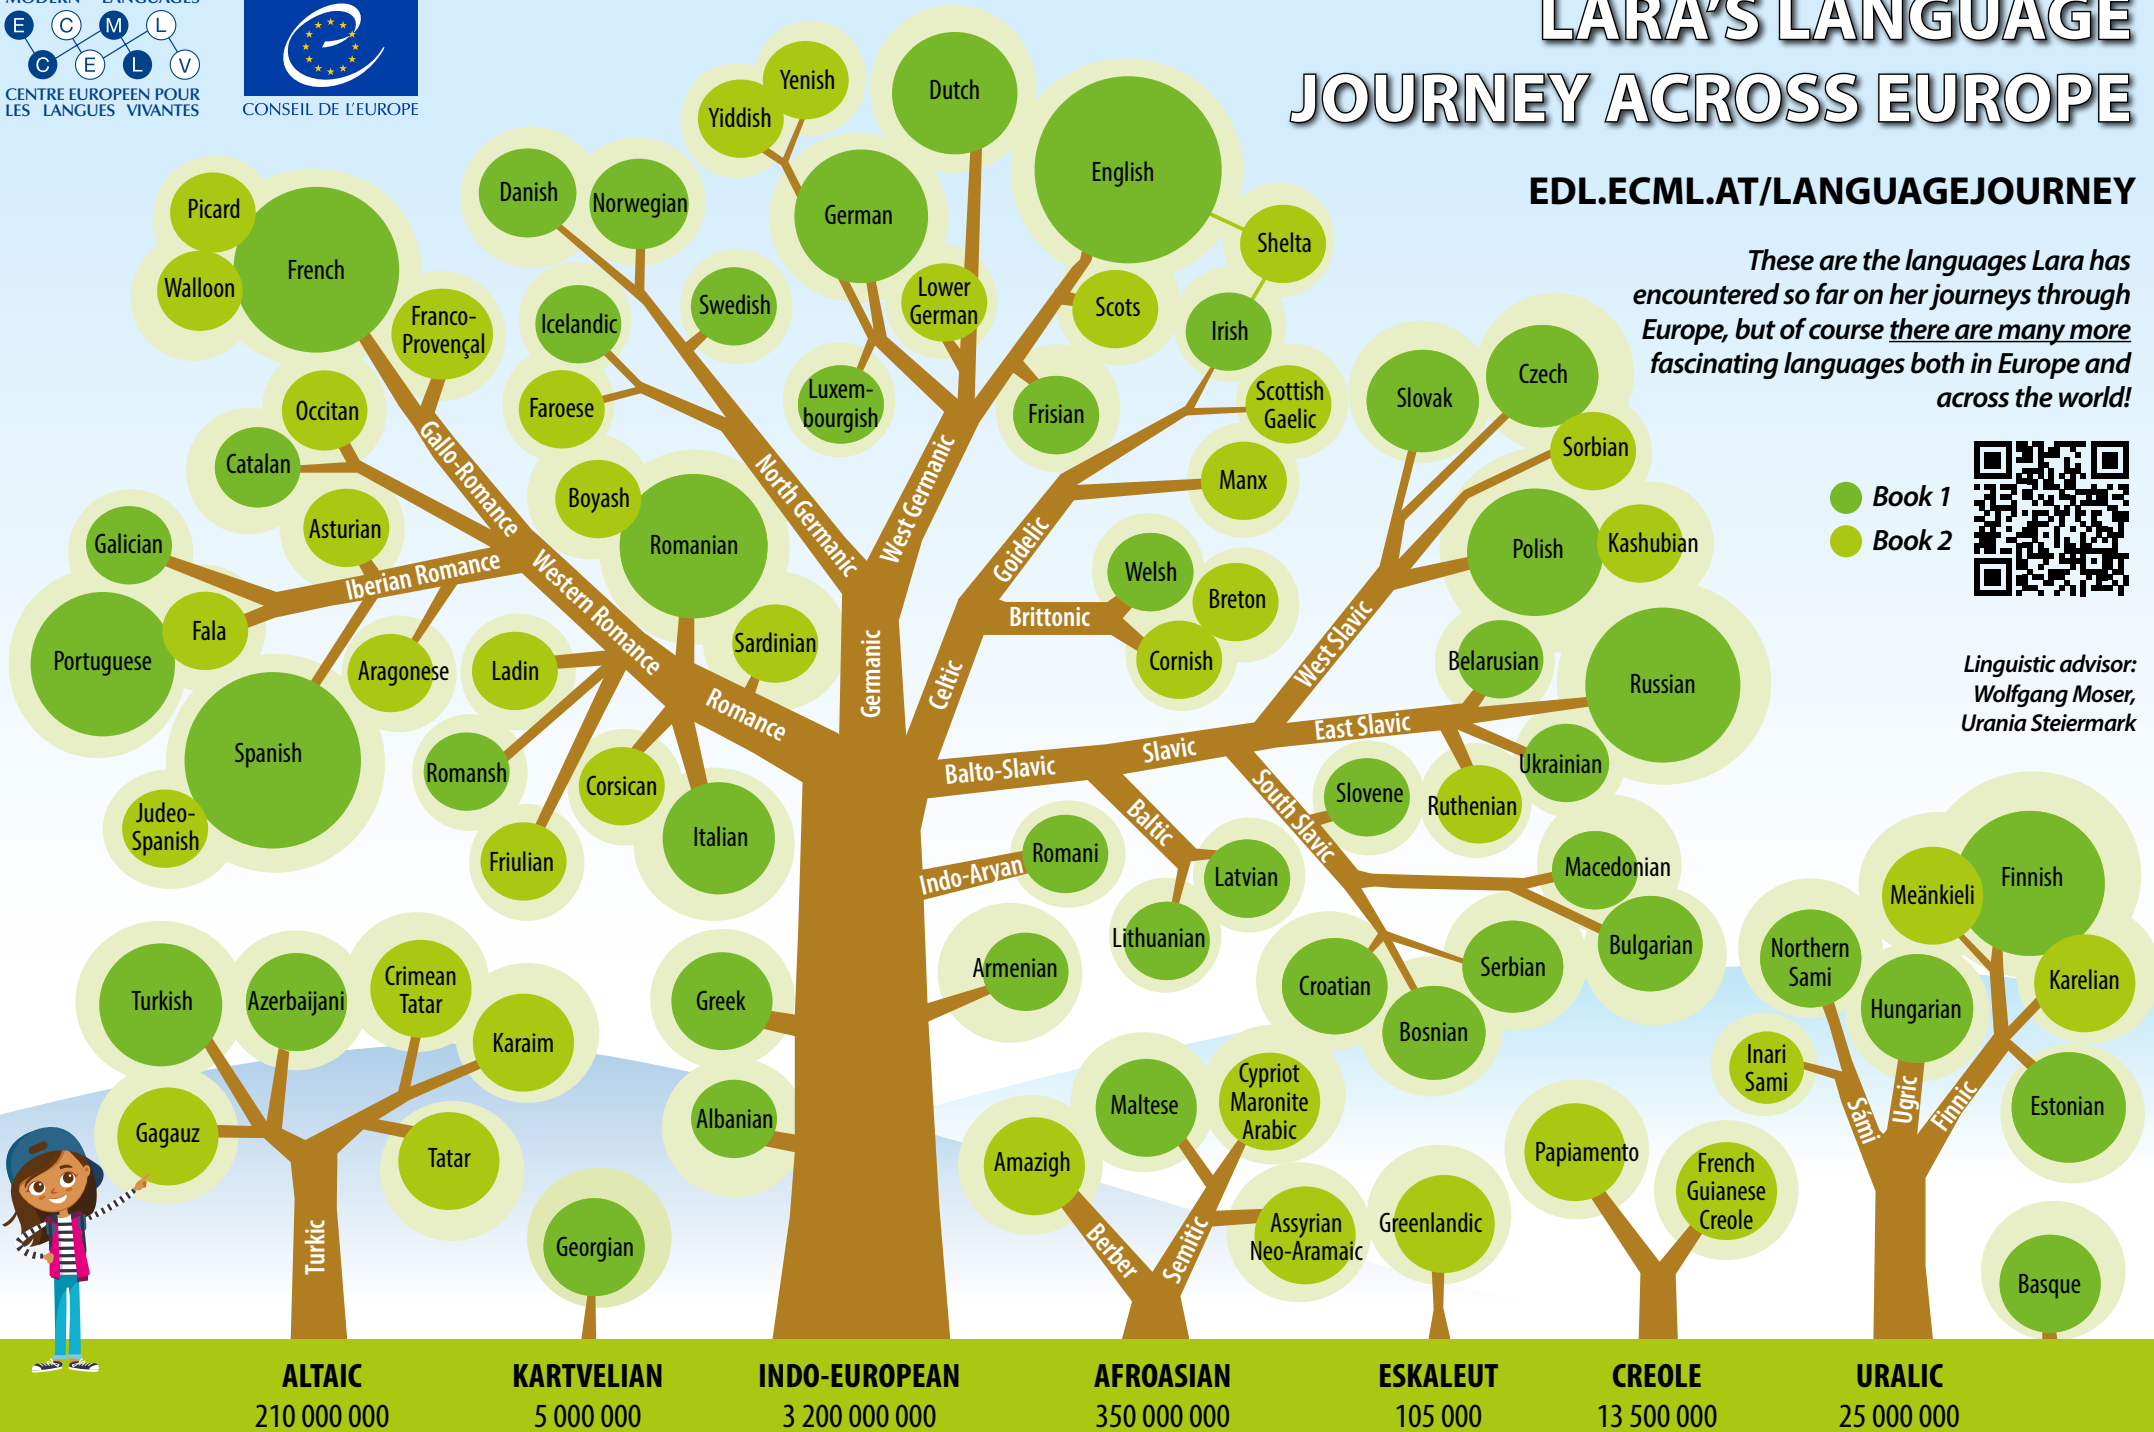 MODERN LANGUAGES
E C M L
C E L V
CENTRE EUROPEEN POUR
LES LANGUES VIVANTES
CONSEIL DE L'EUROPE
LARA'S LANGUAGE
JOURNEY ACROSS EUROPE
EDL.ECML.AT/LANGUAGEJOURNEY
These are the languages Lara has
encountered so far on her journeys through
Europe, but of course there are many more
fascinating languages both in Europe and
across the world!
Book 1
Book 2
Linguistic advisor:
Wolfgang Moser,
Urania Steiermark
Picard
Walloon
French
Franco-
Provençal
Occitan
Catalan
Gallo-Romance
Asturian
Galician
Iberian Romance
Portuguese
Fala
Aragonese
Spanish
Judeo-
Spanish
Western Romance
Ladin
Romansh
Friulian
Corsican
Italian
Boyash
Romanian
Sardinian
Romance
Danish
Norwegian
Swedish
Icelandic
Faroese
North Germanic
Yiddish
Yenish
German
Luxem-
bourgish
Dutch
Lower
German
English
Scots
Frisian
West Germanic
Germanic
Shelta
Irish
Scottish
Gaelic
Manx
Goidelic
Welsh
Breton
Cornish
Brittonic
Celtic
Slovak
Czech
Sorbian
Polish
Kashubian
West Slavic
Belarusian
Russian
Ukrainian
Ruthenian
East Slavic
Balto-Slavic
Slavic
South Slavic
Slovene
Macedonian
Bulgarian
Serbian
Croatian
Bosnian
Baltic
Latvian
Lithuanian
Indo-Aryan
Romani
Armenian
Greek
Albanian
Turkish
Azerbaijani
Crimean
Tatar
Karaim
Gagauz
Tatar
Turkic
Georgian
Amazigh
Maltese
Cypriot
Maronite
Arabic
Assyrian
Neo-Aramaic
Berber
Semitic
Greenlandic
Papiamento
French
Guianese
Creole
Northern
Sami
Inari
Sami
Hungarian
Meänkieli
Finnish
Karelian
Estonian
Sámi
Ugric
Finnic
Basque
ALTAIC
210 000 000
KARTVELIAN
5 000 000
INDO-EUROPEAN
3 200 000 000
AFROASIAN
350 000 000
ESKALEUT
105 000
CREOLE
13 500 000
URALIC
25 000 000